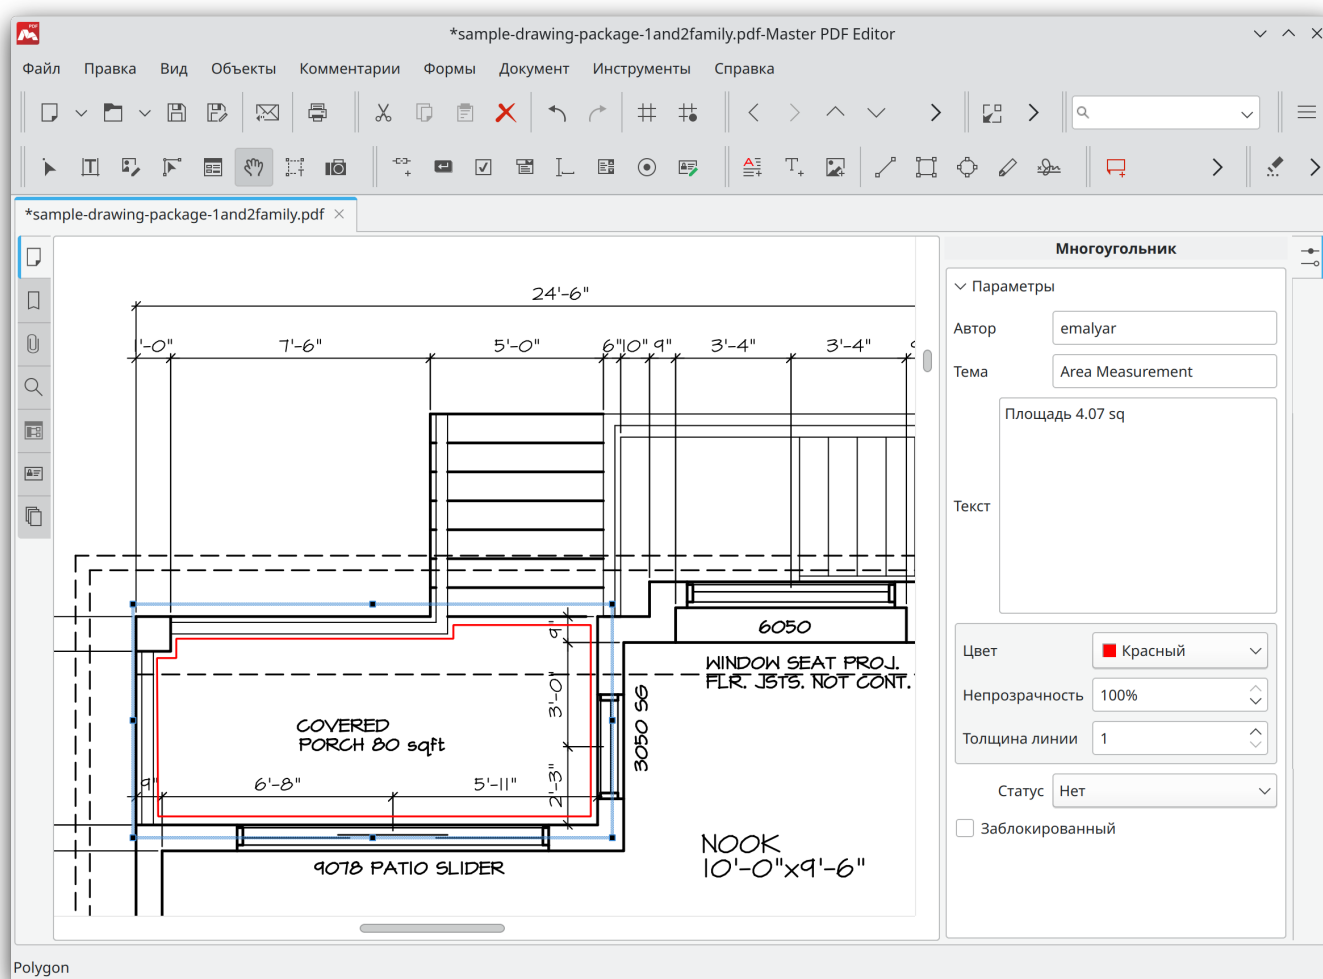 *sample-drawing-package-1and2family.pdf-Master PDF Editor
Файл Правка Вид Объекты Комментарии Формы Документ Инструменты Справка
*sample-drawing-package-1and2family.pdf
24'-6"
'-0" 7'-6" 5'-0" 6" 10" 9" 3'-4" 3'-4"
9"
6050
WINDOW SEAT PROJ.
FLR. JSTS. NOT CONT.
3'-0"
3050 SG
COVERED
PORCH 80 sqft
9" 6'-8" 5'-11"
2'-3"
NOOK
10'-0"x9'-6"
9078 PATIO SLIDER
Многоугольник
Параметры
Автор emalyar
Тема Area Measurement
Текст Площадь 4.07 sq
Цвет Красный
Непрозрачность 100%
Толщина линии 1
Статус Нет
Заблокированный
Polygon